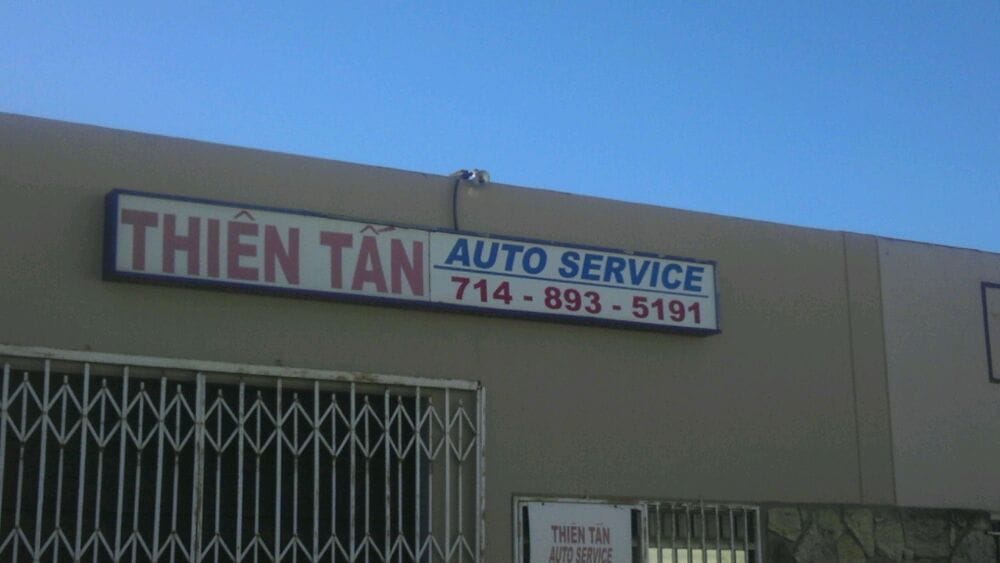 THIÊN TẤN
AUTO SERVICE
714 - 893 - 5191
THIÊN TẤN
AUTO SERVICE